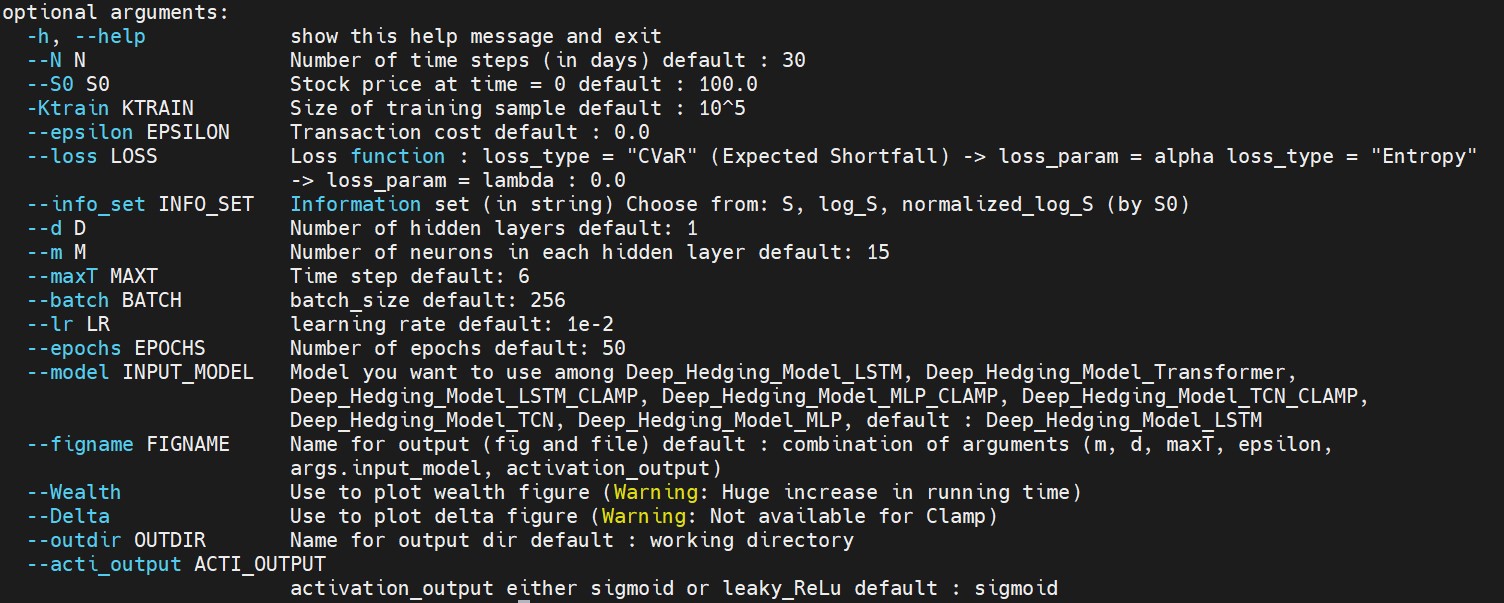 optional arguments:
-h, --help show this help message and exit
--N N Number of time steps (in days) default : 30
--S0 S0 Stock price at time = 0 default : 100.0
-Ktrain KTRAIN Size of training sample default : 10^5
--epsilon EPSILON Transaction cost default : 0.0
--loss LOSS Loss function : loss_type = "CVaR" (Expected Shortfall) -> loss_param = alpha loss_type = "Entropy"
-> loss_param = lambda : 0.0
--info_set INFO_SET Information set (in string) Choose from: S, log_S, normalized_log_S (by S0)
--d D Number of hidden layers default: 1
--m M Number of neurons in each hidden layer default: 15
--maxT MAXT Time step default: 6
--batch BATCH batch_size default: 256
--lr LR learning rate default: 1e-2
--epochs EPOCHS Number of epochs default: 50
--model INPUT_MODEL Model you want to use among Deep_Hedging_Model_LSTM, Deep_Hedging_Model_Transformer,
Deep_Hedging_Model_LSTM_CLAMP, Deep_Hedging_Model_MLP_CLAMP, Deep_Hedging_Model_TCN_CLAMP,
Deep_Hedging_Model_TCN, Deep_Hedging_Model_MLP, default : Deep_Hedging_Model_LSTM
--figname FIGNAME Name for output (fig and file) default : combination of arguments (m, d, maxT, epsilon,
args.input_model, activation_output)
--Wealth Use to plot wealth figure (Warning: Huge increase in running time)
--Delta Use to plot delta figure (Warning: Not available for Clamp)
--outdir OUTDIR Name for output dir default : working directory
--acti_output ACTI_OUTPUT
activation_output either sigmoid or leaky_ReLu default : sigmoid